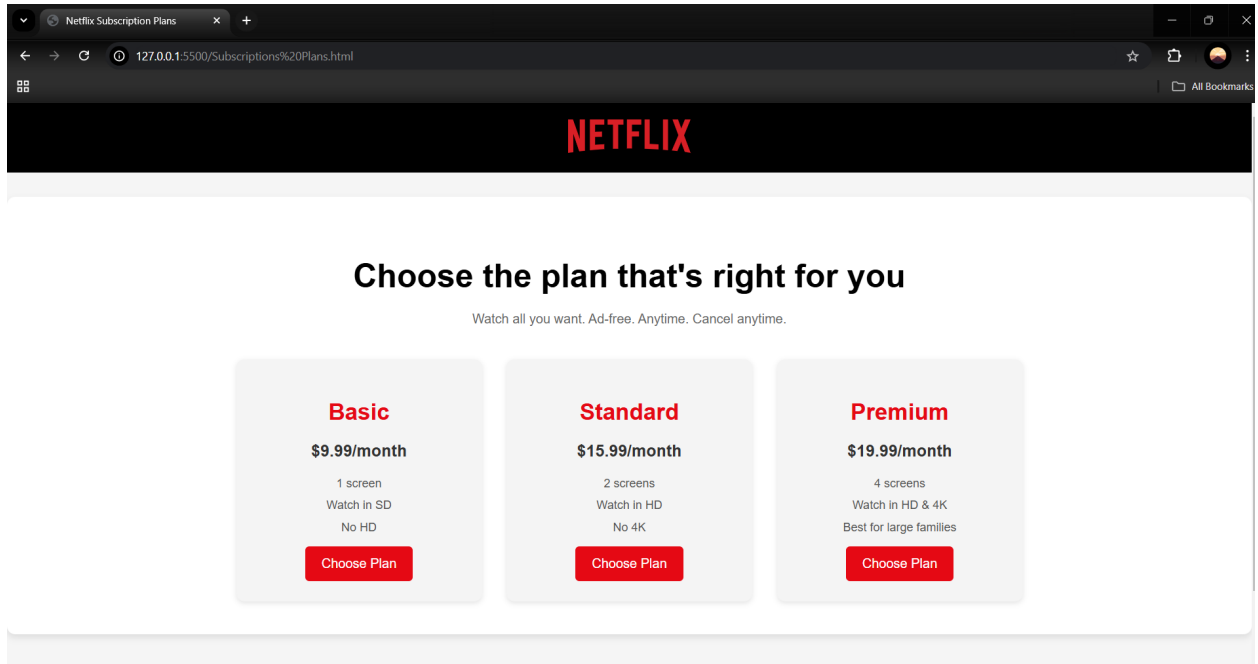 Netflix Subscription Plans
127.0.0.1:5500/Subscriptions%20Plans.html
All Bookmarks
NETFLIX
Choose the plan that's right for you
Watch all you want. Ad-free. Anytime. Cancel anytime.
Basic
$9.99/month
1 screen
Watch in SD
No HD
Choose Plan
Standard
$15.99/month
2 screens
Watch in HD
No 4K
Choose Plan
Premium
$19.99/month
4 screens
Watch in HD & 4K
Best for large families
Choose Plan